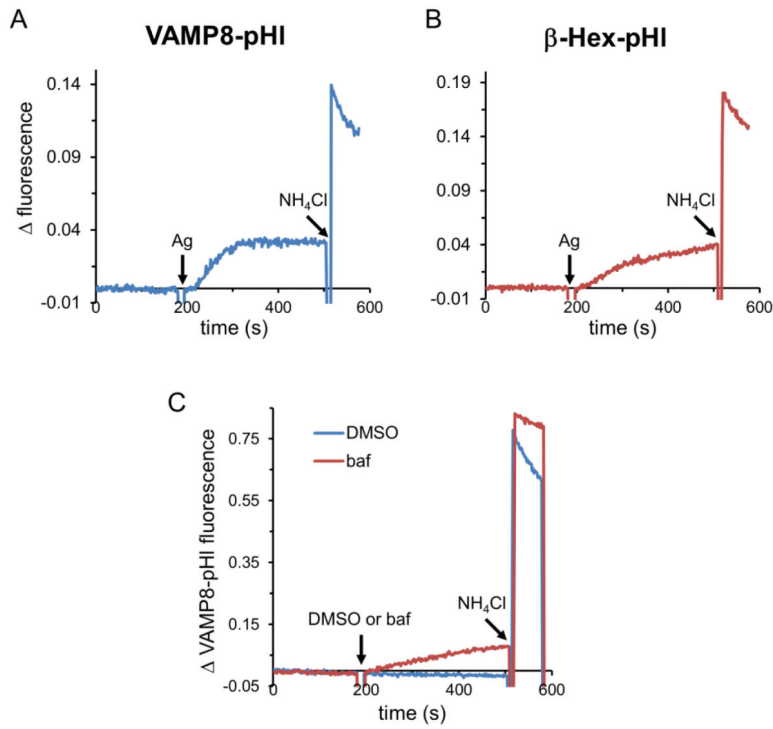 A
VAMP8-pHl
Δ fluorescence
0.14
0.09
0.04
-0.01
Ag
NH4Cl
0
200
400
600
time (s)
B
β-Hex-pHl
0.19
0.14
0.09
0.04
-0.01
Ag
NH4Cl
0
200
400
600
time (s)
C
Δ VAMP8-pHl fluorescence
0.75
0.55
0.35
0.15
-0.05
DMSO
baf
DMSO or baf
NH4Cl
0
200
400
600
time (s)